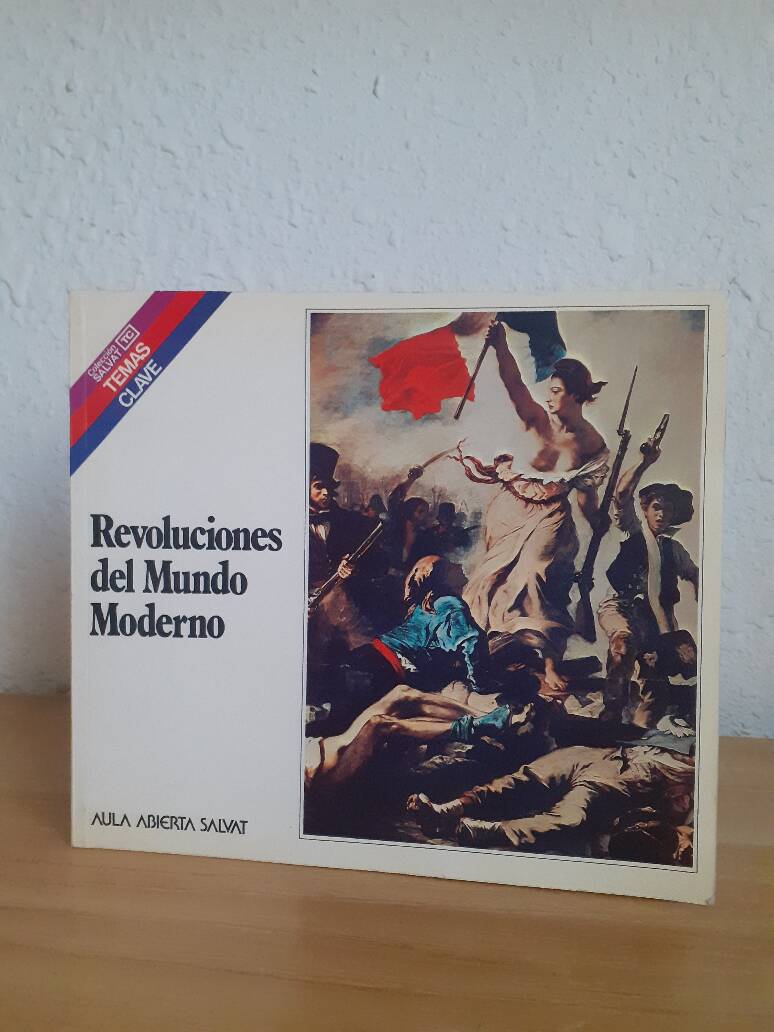 Colección
SALVAT TC
TEMAS
CLAVE
Revoluciones
del Mundo
Moderno
AULA ABIERTA SALVAT